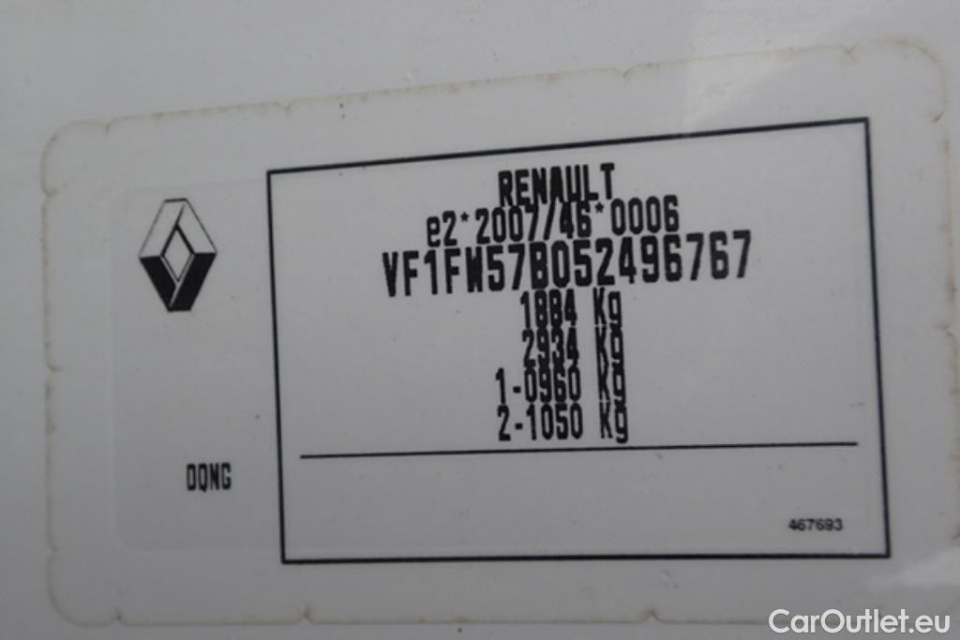 RENAULT
e2*2007/46*0006
VF1FW57B052496767
1884 Kg
2934 Kg
1-0960 Kg
2-1050 Kg
DQNG
467693
CarOutlet.eu